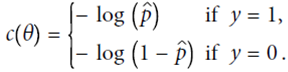 c(θ) = { − log (p̂) if y = 1,
− log (1 − p̂) if y = 0.